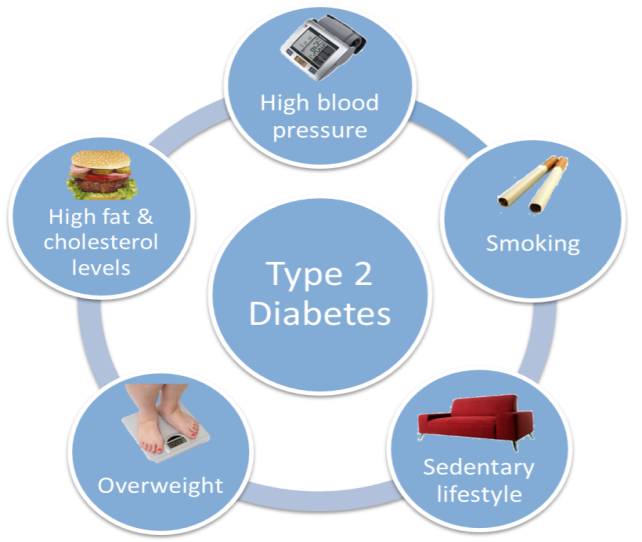 High blood
pressure
High fat &
cholesterol
levels
Smoking
Type 2
Diabetes
Overweight
Sedentary
lifestyle